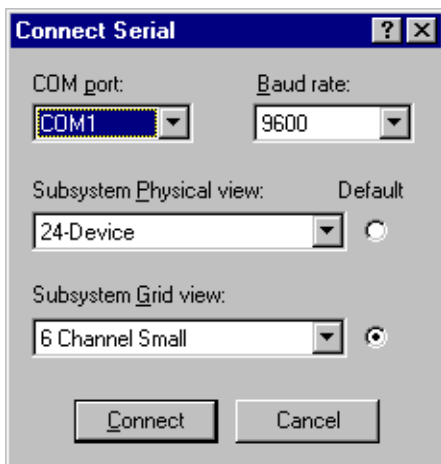 Connect Serial
COM port: Baud rate:
COM1 9600
Subsystem Physical view: Default
24-Device
Subsystem Grid view:
6 Channel Small
Connect Cancel